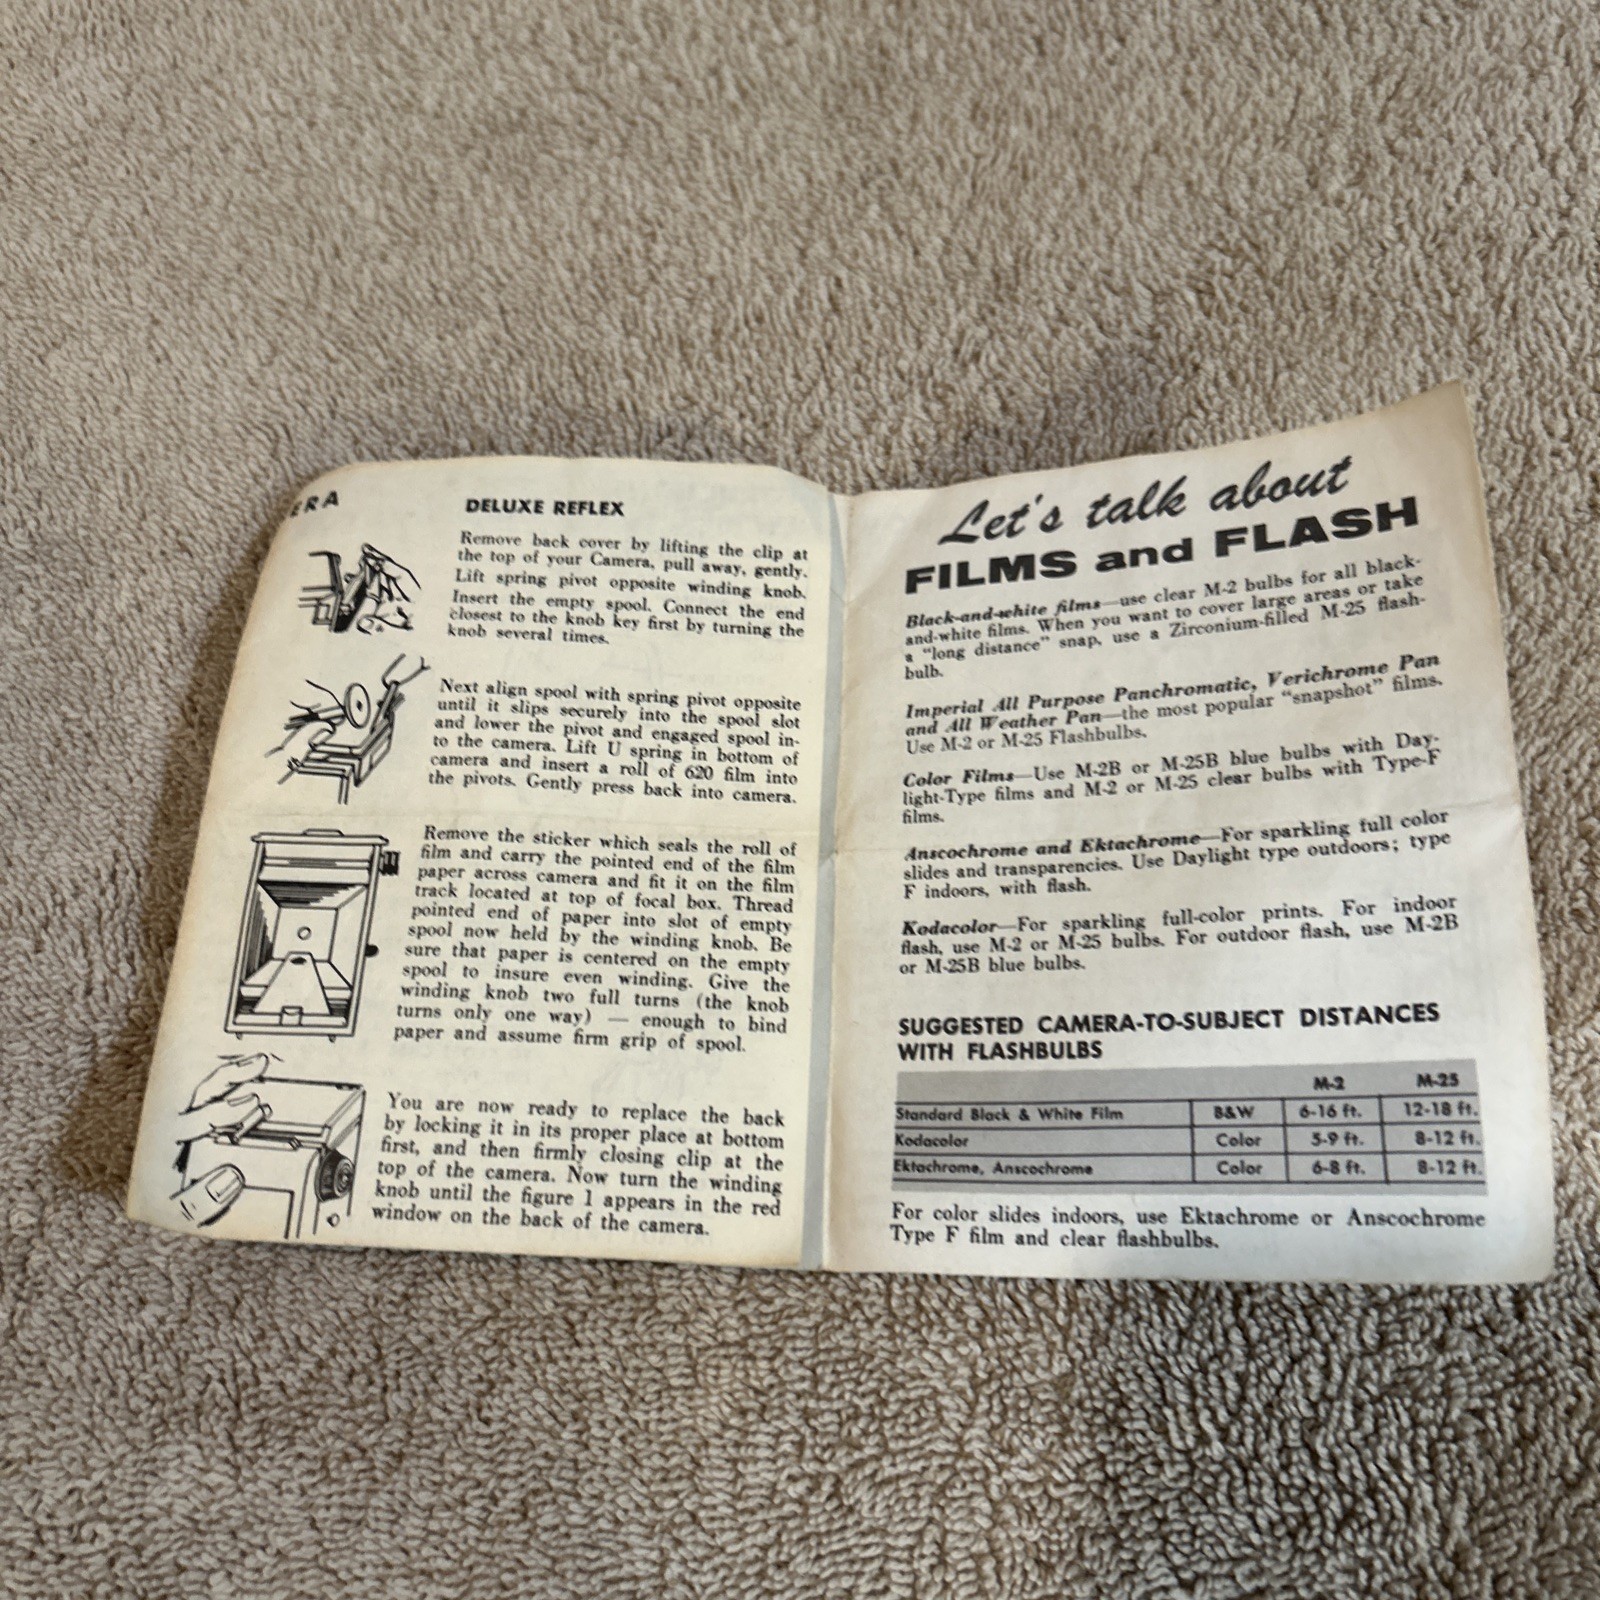 ERA
DELUXE REFLEX
Remove back cover by lifting the clip at
the top of your Camera, pull away, gently.
Lift spring pivot opposite winding knob.
Insert the empty spool. Connect the end
closest to the knob key first by turning the
knob several times.
Next align spool with spring pivot opposite
until it slips securely into the spool slot
and lower the pivot and engaged spool in-
to the camera. Lift U spring in bottom of
camera and insert a roll of 620 film into
the pivots. Gently press back into camera.
Remove the sticker which seals the roll of
film and carry the pointed end of the film
paper across camera and fit it on the film
track located at top of focal box. Thread
pointed end of paper into slot of empty
spool now held by the winding knob. Be
sure that paper is centered on the empty
spool to insure even winding. Give the
winding knob two full turns (the knob
turns only one way) — enough to bind
paper and assume firm grip of spool.
You are now ready to replace the back
by locking it in its proper place at bottom
first, and then firmly closing clip at the
top of the camera. Now turn the winding
knob until the figure 1 appears in the red
window on the back of the camera.
Let's talk about
FILMS and FLASH
Black-and-white films—use clear M-2 bulbs for all black-
and-white films. When you want to cover large areas or take
a "long distance" snap, use a Zirconium-filled M-25 flash-
bulb.
Imperial All Purpose Panchromatic, Verichrome Pan
and All Weather Pan—the most popular "snapshot" films.
Use M-2 or M-25 Flashbulbs.
Color Films—Use M-2B or M-25B blue bulbs with Day-
light-Type films and M-2 or M-25 clear bulbs with Type-F
films.
Anscochrome and Ektachrome—For sparkling full color
slides and transparencies. Use Daylight type outdoors; type
F indoors, with flash.
Kodacolor—For sparkling full-color prints. For indoor
flash, use M-2 or M-25 bulbs. For outdoor flash, use M-2B
or M-25B blue bulbs.
SUGGESTED CAMERA-TO-SUBJECT DISTANCES
WITH FLASHBULBS
M-2 M-25
Standard Black & White Film B&W 6-16 ft. 12-18 ft.
Kodacolor Color 5-9 ft. 8-12 ft.
Ektachrome, Anscochrome Color 6-8 ft. 8-12 ft.
For color slides indoors, use Ektachrome or Anscochrome
Type F film and clear flashbulbs.